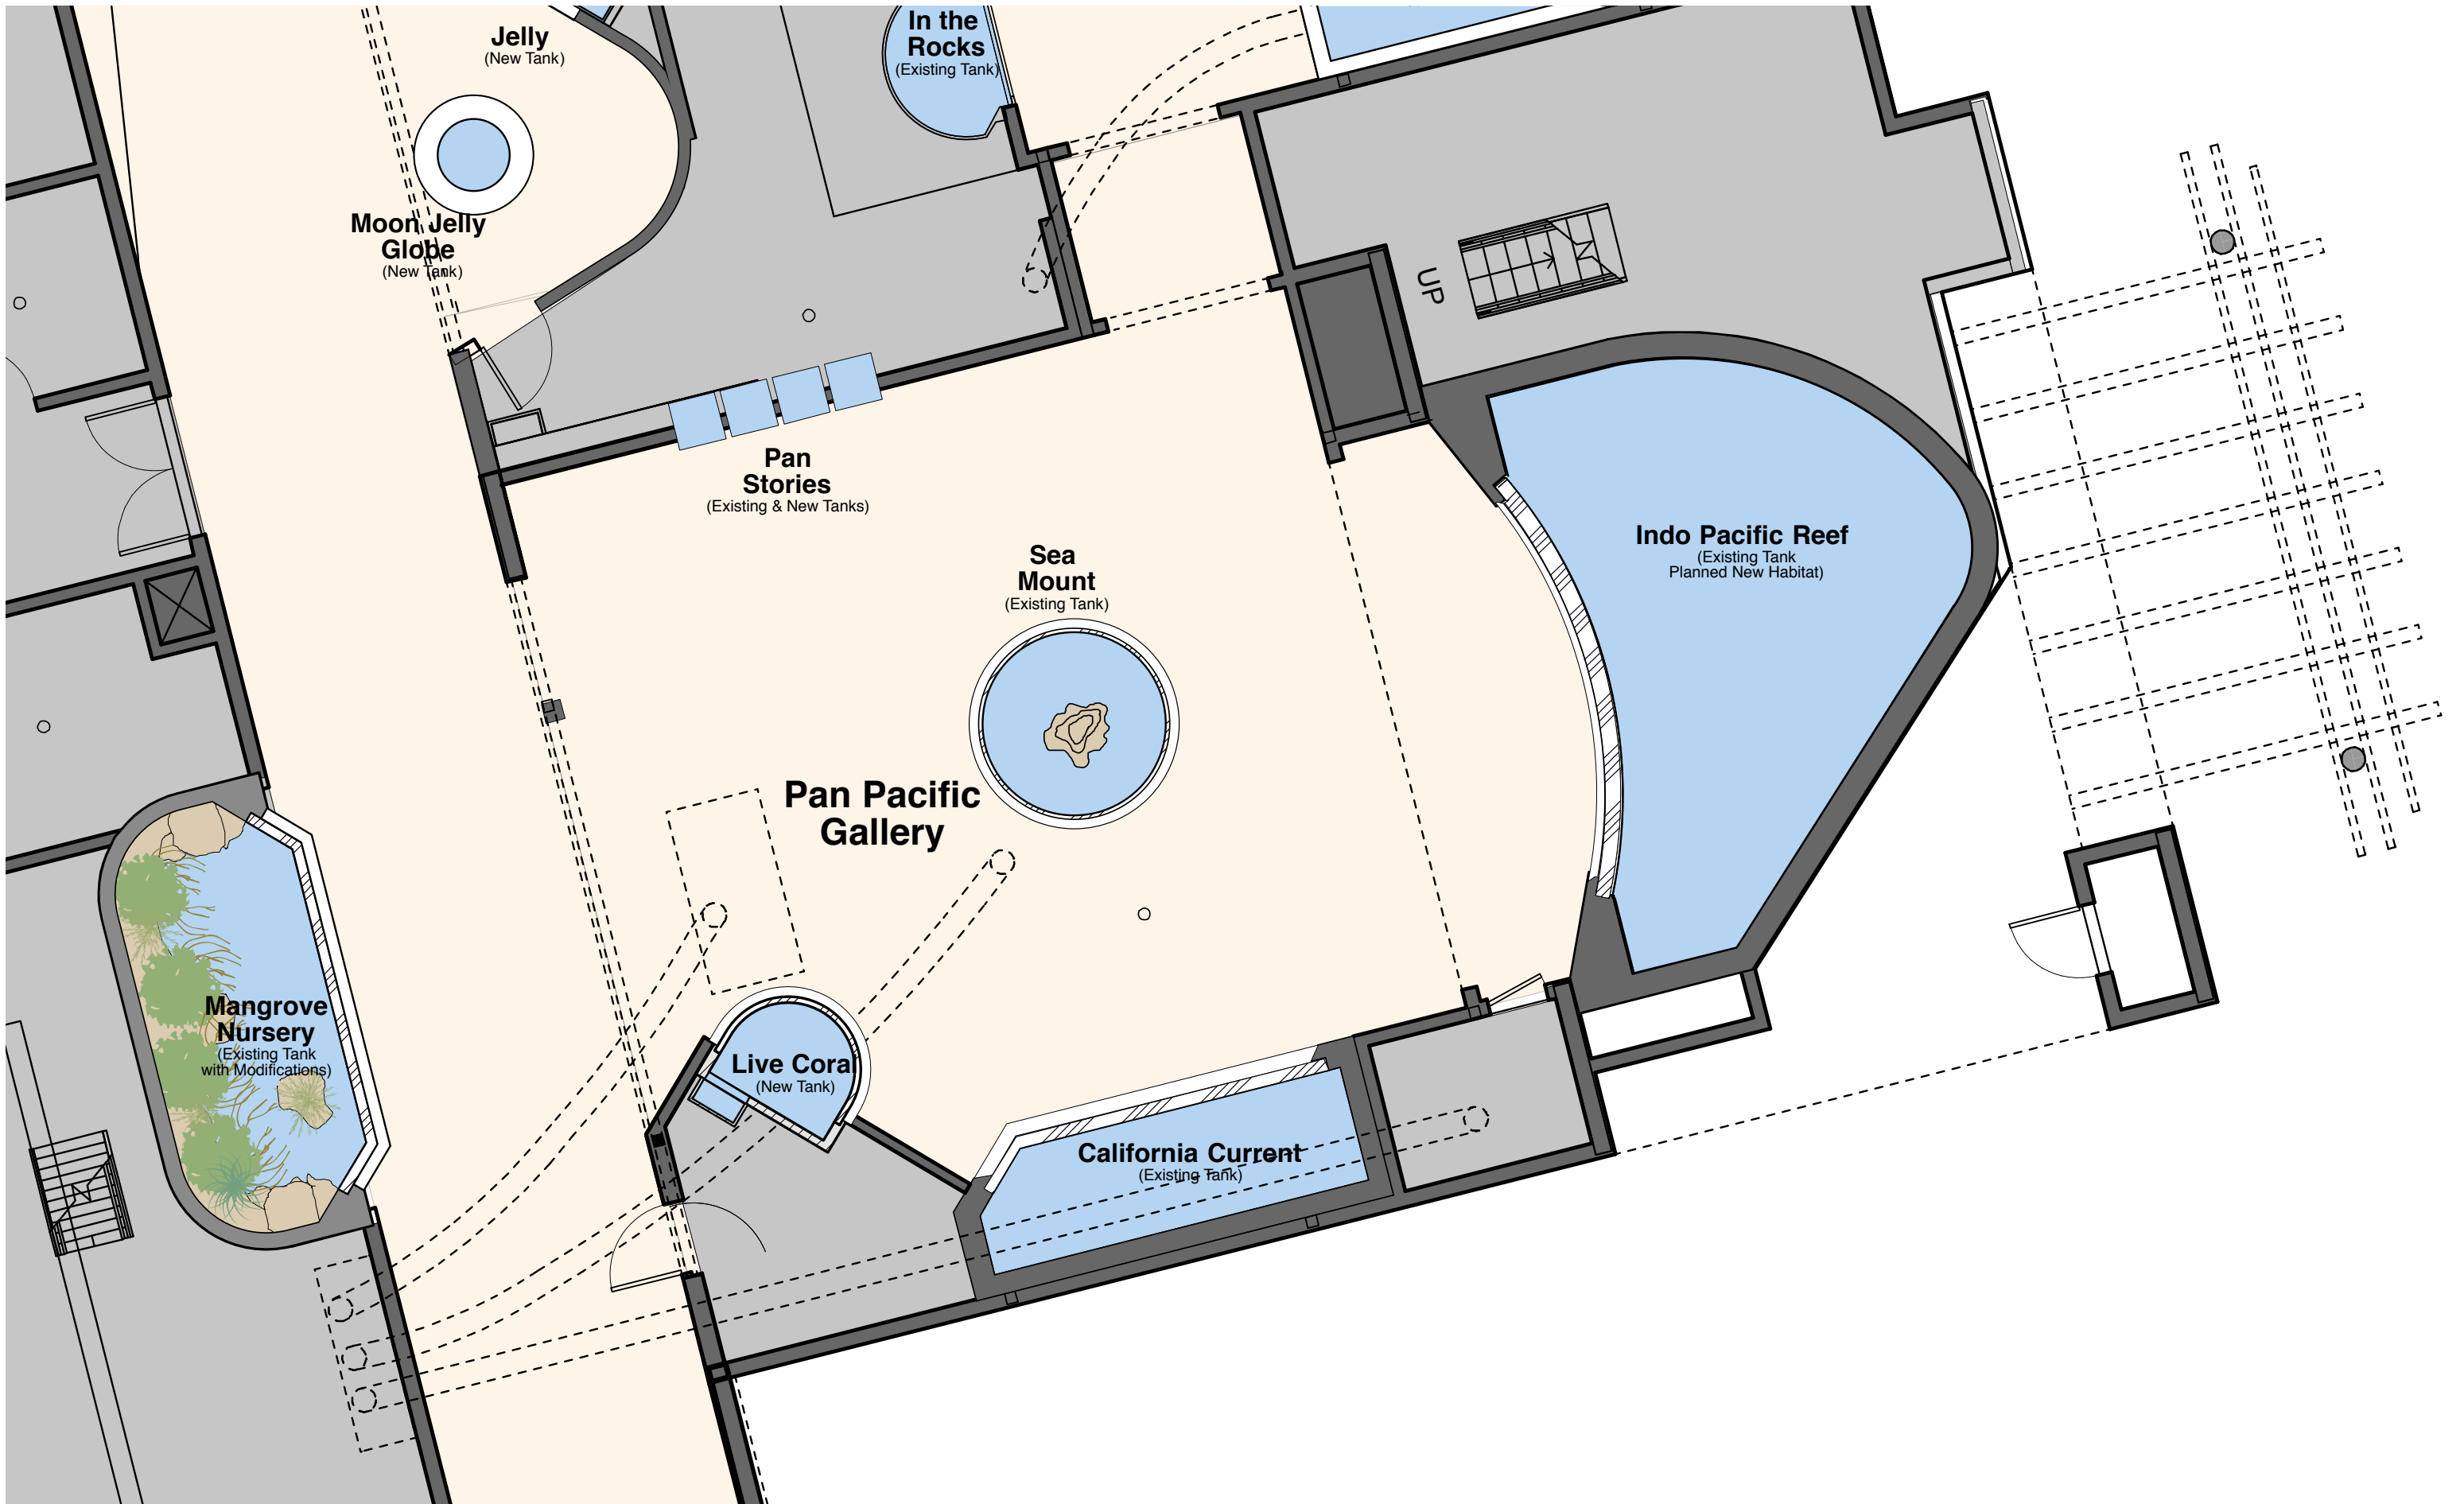 Jelly
(New Tank)
In the
Rocks
(Existing Tank)
Moon Jelly
Globe
(New Tank)
UP
Pan
Stories
(Existing & New Tanks)
Sea
Mount
(Existing Tank)
Indo Pacific Reef
(Existing Tank
Planned New Habitat)
Pan Pacific
Gallery
Mangrove
Nursery
(Existing Tank
with Modifications)
Live Coral
(New Tank)
California Current
(Existing Tank)